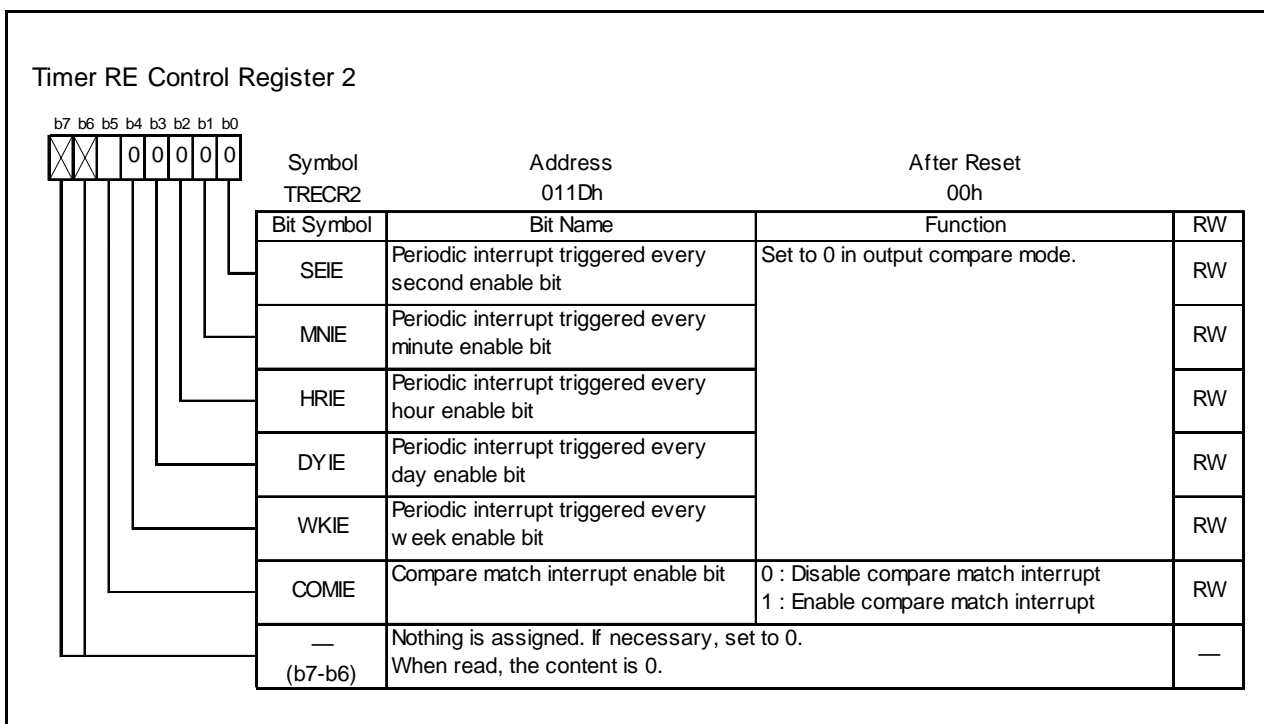 Timer RE Control Register 2
b7 b6 b5 b4 b3 b2 b1 b0
0 0 0 0 0
Symbol Address After Reset
TRECR2 011Dh 00h
Bit Symbol Bit Name Function RW
SEIE Periodic interrupt triggered every second enable bit Set to 0 in output compare mode. RW
MNIE Periodic interrupt triggered every minute enable bit RW
HRIE Periodic interrupt triggered every hour enable bit RW
DYIE Periodic interrupt triggered every day enable bit RW
WKIE Periodic interrupt triggered every week enable bit RW
COMIE Compare match interrupt enable bit 0 : Disable compare match interrupt
1 : Enable compare match interrupt RW
— (b7-b6) Nothing is assigned. If necessary, set to 0.
When read, the content is 0. —